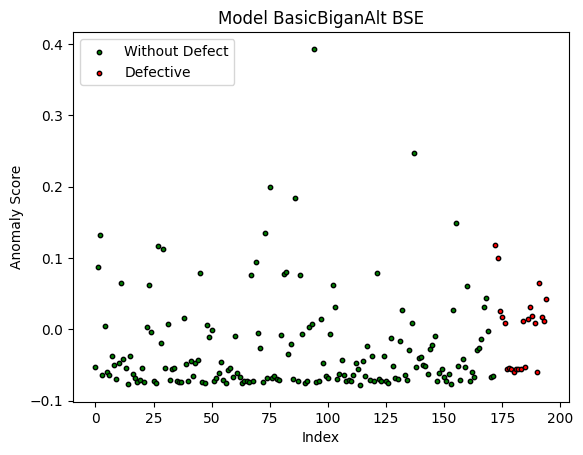 Model BasicBiganAlt BSE
Without Defect
Defective
Anomaly Score
0.4
0.3
0.2
0.1
0.0
−0.1
0 25 50 75 100 125 150 175 200
Index